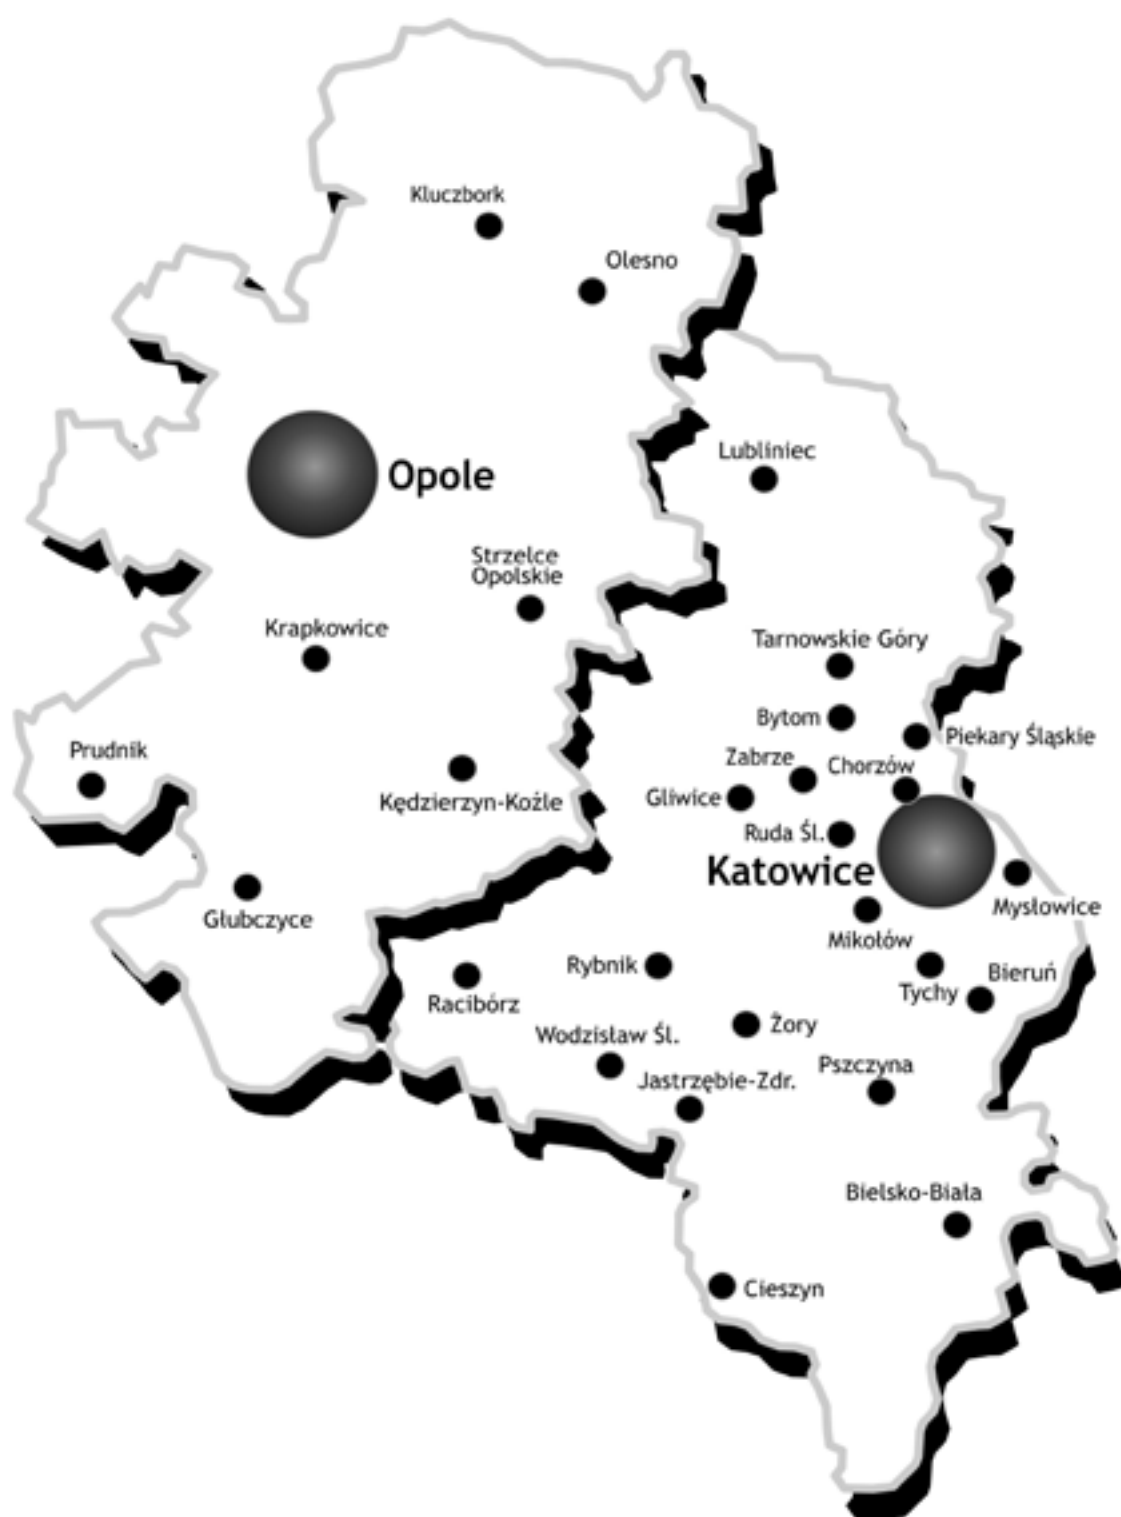 Kluczbork
Olesno
Lubliniec
Opole
Strzelce
Opolskie
Krapkowice
Tarnowskie Góry
Bytom
Piekary Śląskie
Prudnik
Zabrze
Chorzów
Kędzierzyn-Koźle
Gliwice
Ruda Śl.
Katowice
Głubczyce
Mysłowice
Mikołów
Rybnik
Bieruń
Tychy
Racibórz
Żory
Wodzisław Śl.
Pszczyna
Jastrzębie-Zdr.
Bielsko-Biała
Cieszyn